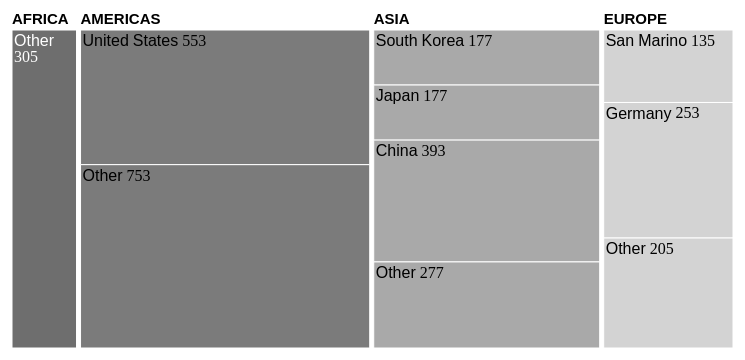 AFRICA
Other
305
AMERICAS
United States 553
Other 753
ASIA
South Korea 177
Japan 177
China 393
Other 277
EUROPE
San Marino 135
Germany 253
Other 205